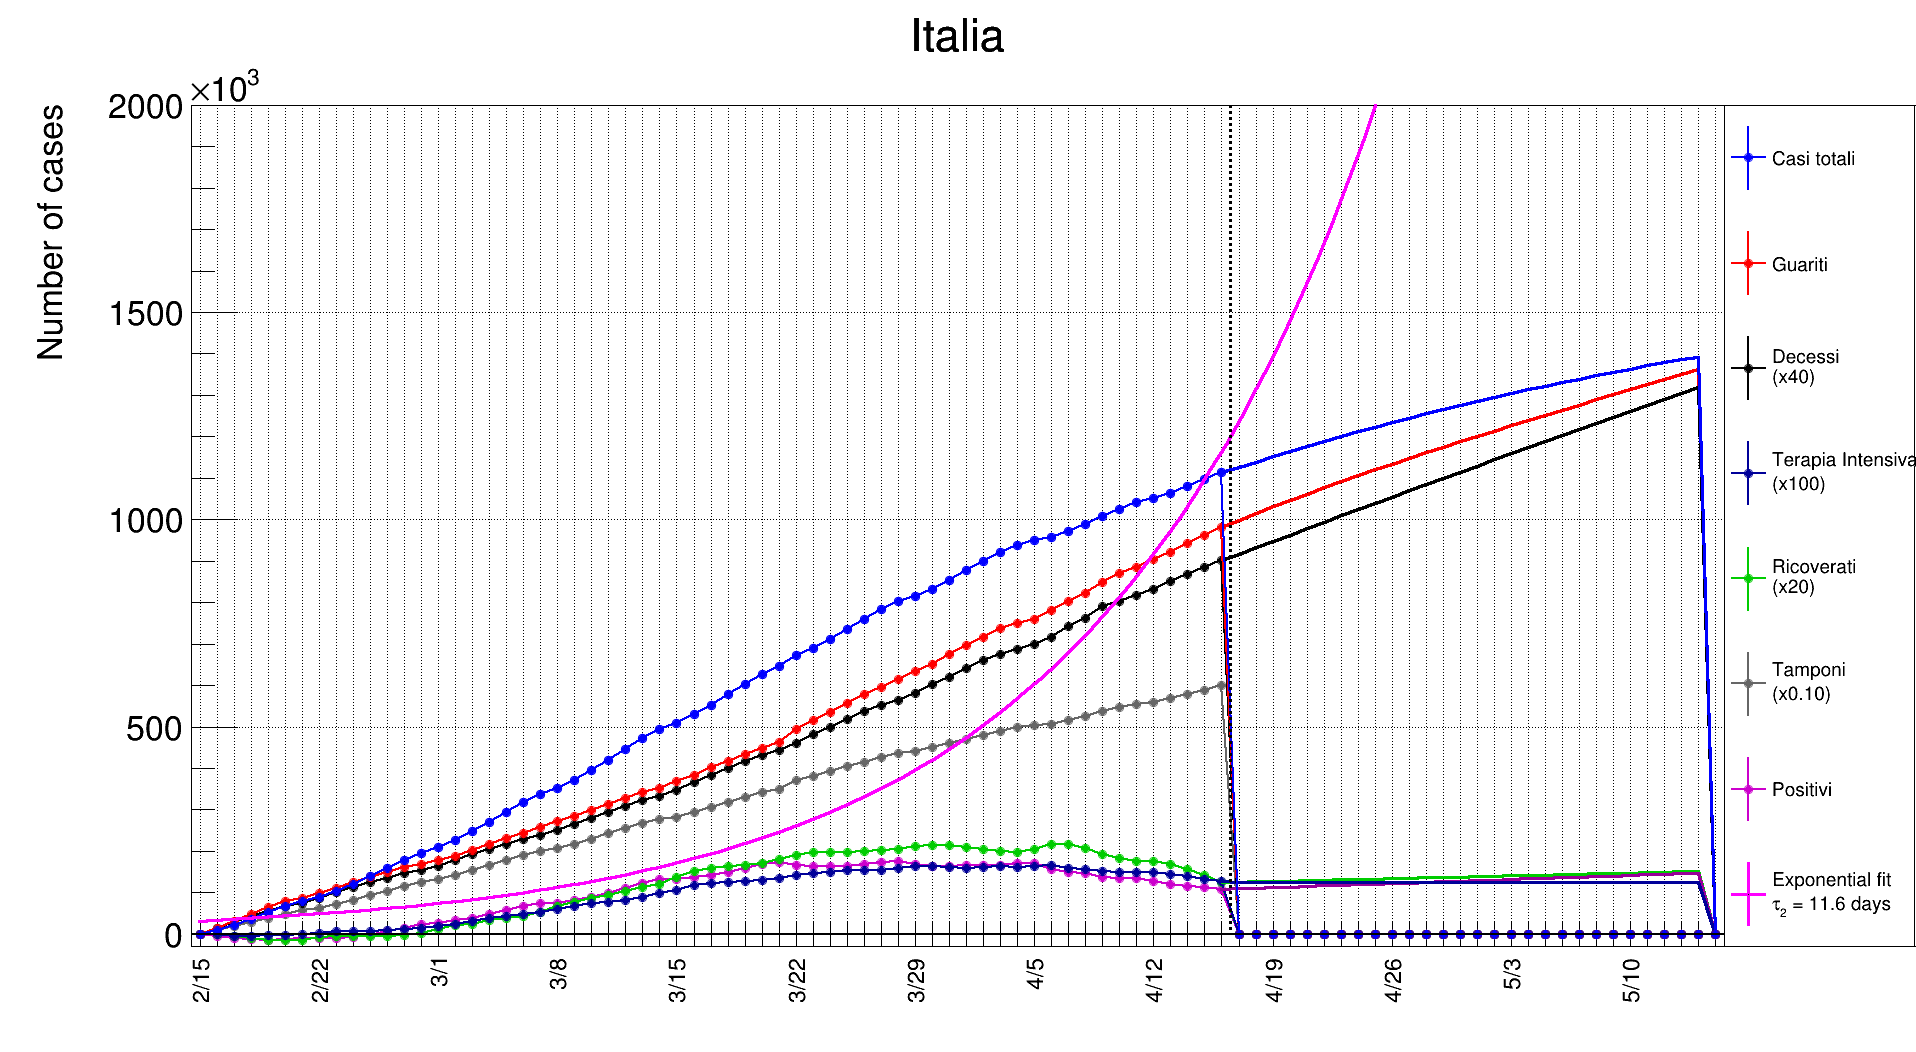 Italia
×10³
Number of cases
2000
1500
1000
500
0
2/15
2/22
3/1
3/8
3/15
3/22
3/29
4/5
4/12
4/19
4/26
5/3
5/10
Casi totali
Guariti
Decessi
(x40)
Terapia Intensiva
(x100)
Ricoverati
(x20)
Tamponi
(x0.10)
Positivi
Exponential fit
τ₂ = 11.6 days